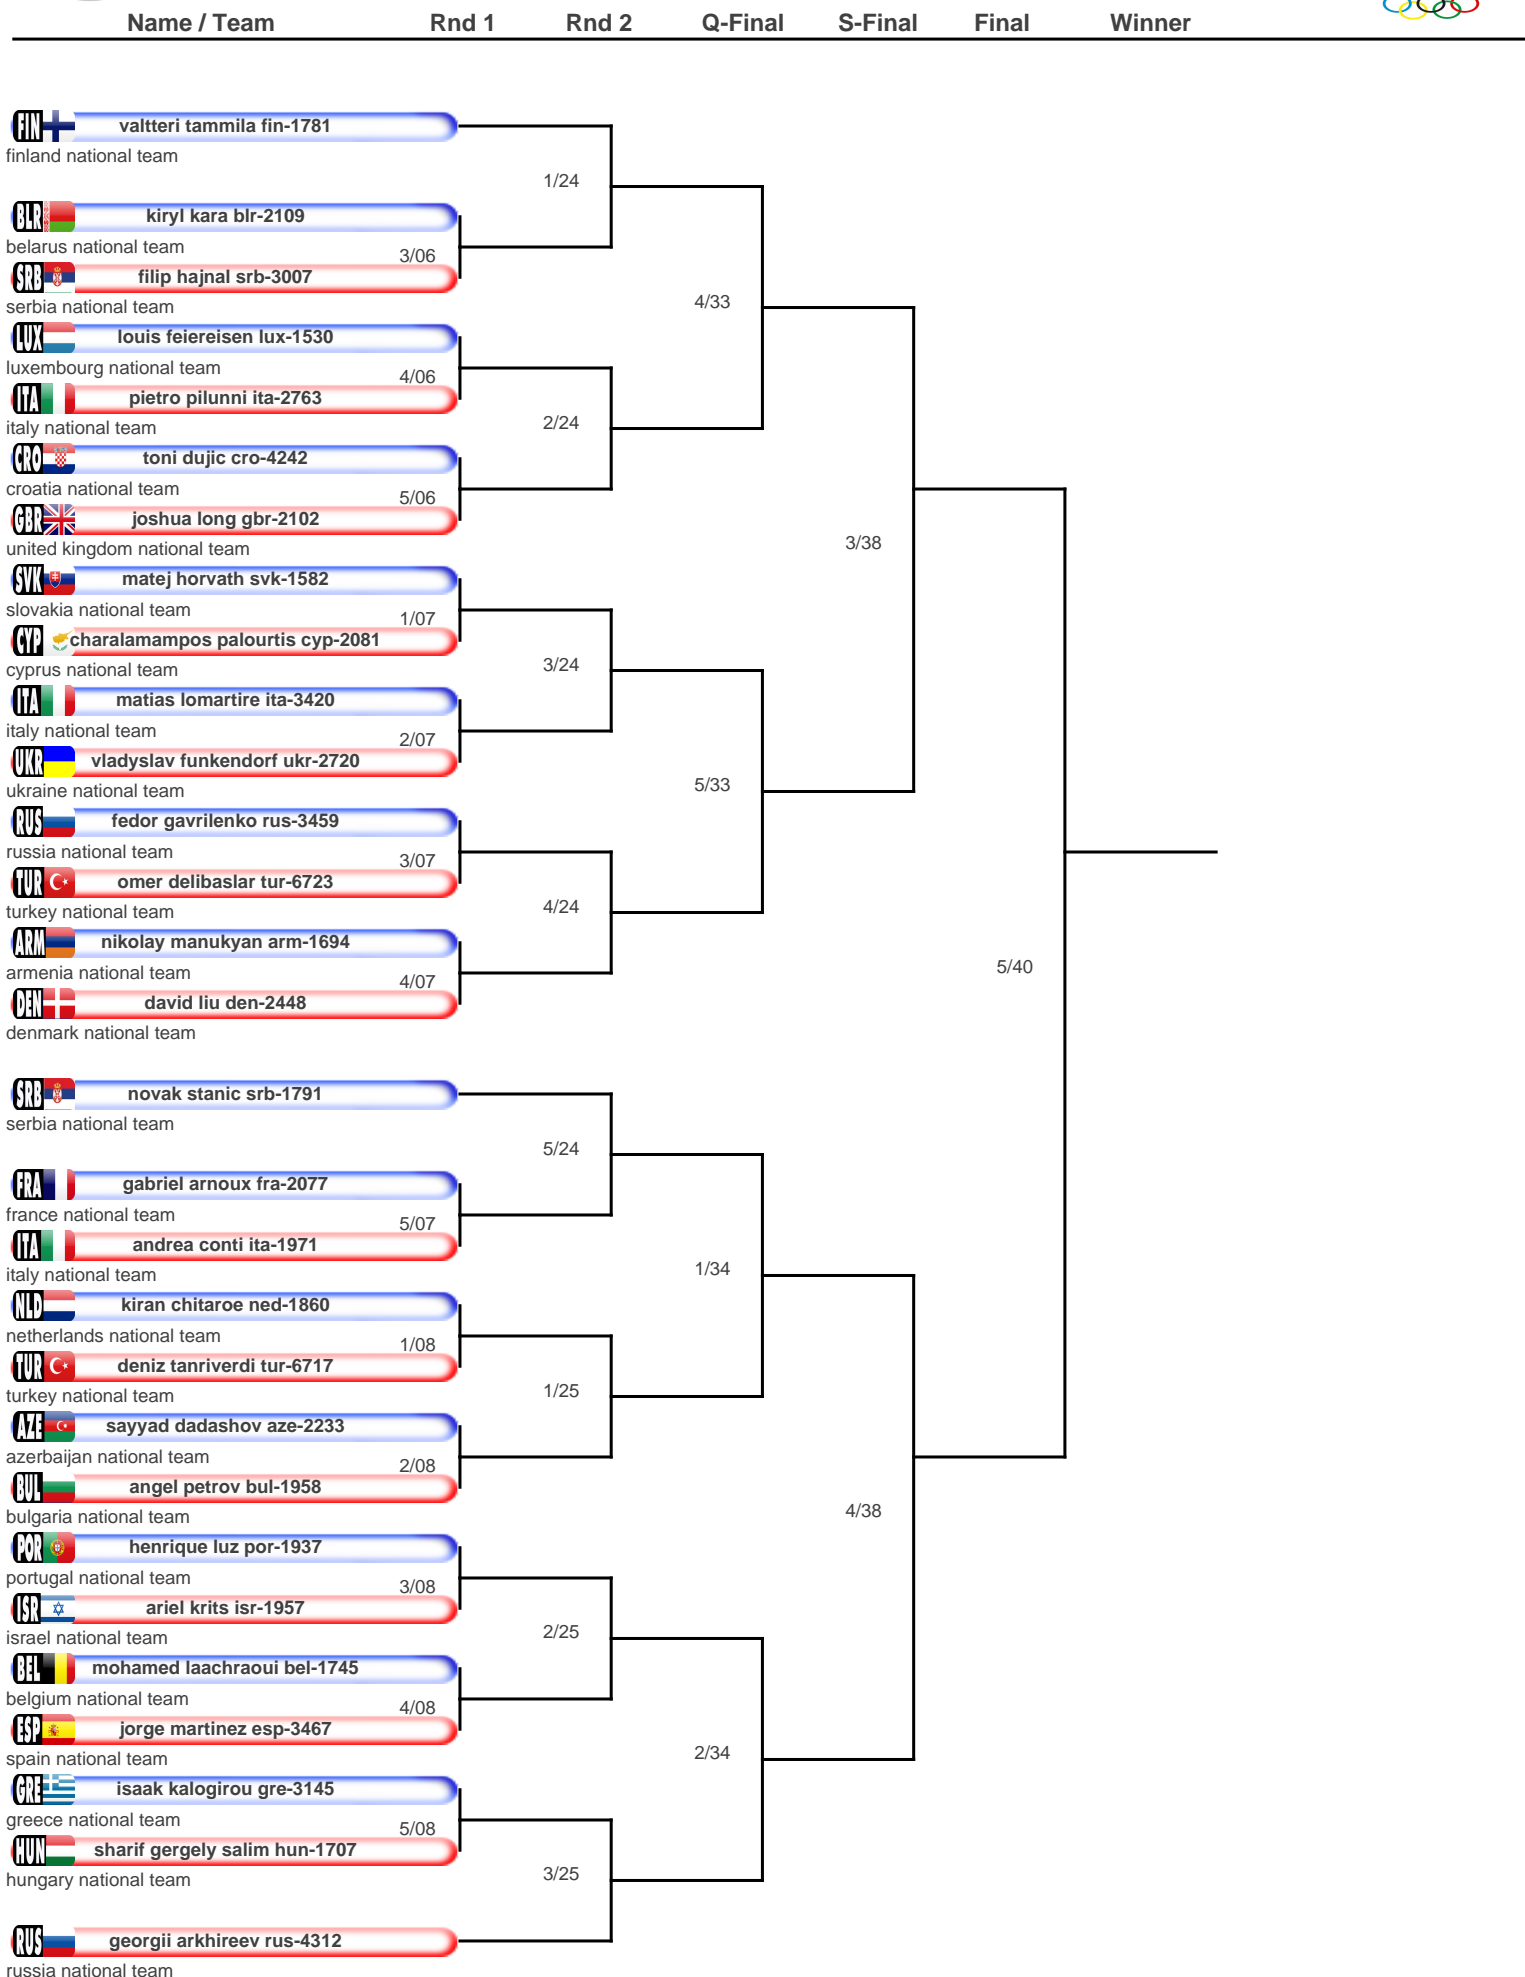 Name / Team Rnd 1 Rnd 2 Q-Final S-Final Final Winner
FIN valtteri tammila fin-1781
finland national team
1/24
BLR kiryl kara blr-2109
belarus national team
3/06
SRB filip hajnal srb-3007
serbia national team
4/33
LUX louis feiereisen lux-1530
luxembourg national team
4/06
ITA pietro pilunni ita-2763
italy national team
2/24
CRO toni dujic cro-4242
croatia national team
5/06
GBR joshua long gbr-2102
united kingdom national team
3/38
SVK matej horvath svk-1582
slovakia national team
1/07
CYP charalamampos palourtis cyp-2081
cyprus national team
3/24
ITA matias lomartire ita-3420
italy national team
2/07
UKR vladyslav funkendorf ukr-2720
ukraine national team
5/33
RUS fedor gavrilenko rus-3459
russia national team
3/07
TUR omer delibaslar tur-6723
turkey national team
4/24
ARM nikolay manukyan arm-1694
armenia national team
5/40
4/07
DEN david liu den-2448
denmark national team
SRB novak stanic srb-1791
serbia national team
5/24
FRA gabriel arnoux fra-2077
france national team
5/07
ITA andrea conti ita-1971
italy national team
1/34
NLD kiran chitaroe ned-1860
netherlands national team
1/08
TUR deniz tanriverdi tur-6717
turkey national team
1/25
AZE sayyad dadashov aze-2233
azerbaijan national team
2/08
BUL angel petrov bul-1958
bulgaria national team
4/38
POR henrique luz por-1937
portugal national team
3/08
ISR ariel krits isr-1957
israel national team
2/25
BEL mohamed laachraoui bel-1745
belgium national team
4/08
ESP jorge martinez esp-3467
spain national team
2/34
GRE isaak kalogirou gre-3145
greece national team
5/08
HUN sharif gergely salim hun-1707
hungary national team
3/25
RUS georgii arkhireev rus-4312
russia national team